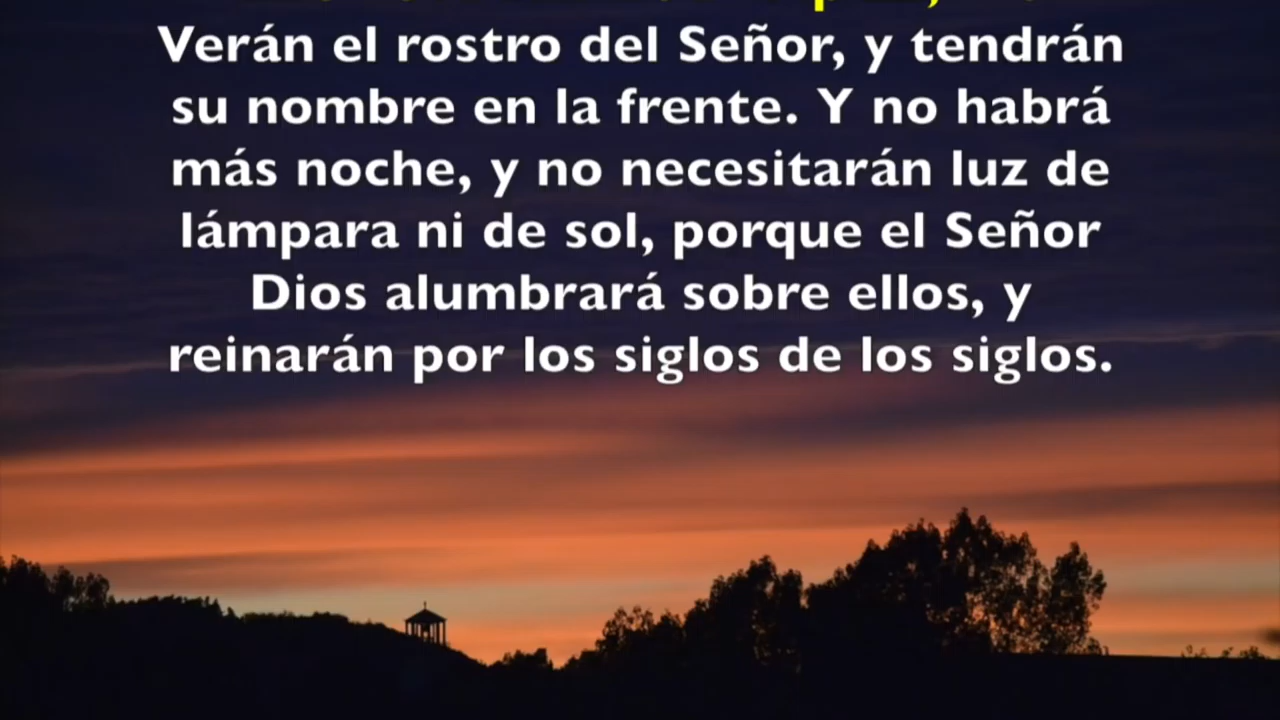 Verán el rostro del Señor, y tendrán
su nombre en la frente. Y no habrá
más noche, y no necesitarán luz de
lámpara ni de sol, porque el Señor
Dios alumbrará sobre ellos, y
reinarán por los siglos de los siglos.